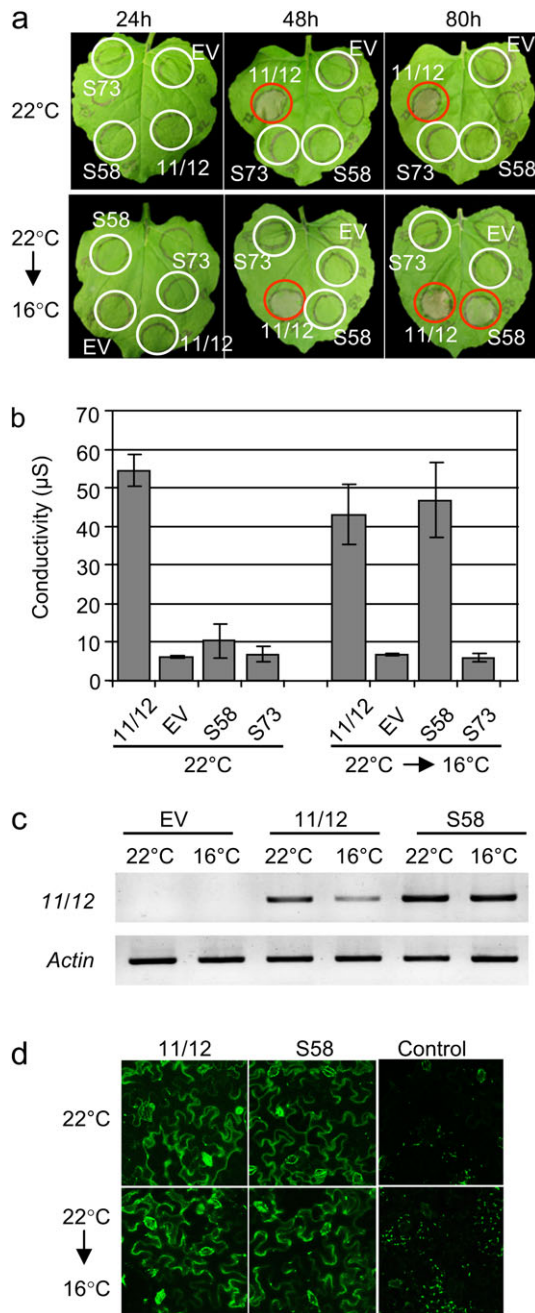 a
24h 48h 80h
22°C
S73 EV S58 11/12
11/12 EV S73 S58
11/12 EV S73 S58
22°C
16°C
S58 S73 EV 11/12
S73 EV 11/12 S58
S73 EV 11/12 S58
b
Conductivity (µS)
70
60
50
40
30
20
10
0
11/12 EV S58 S73 11/12 EV S58 S73
22°C 22°C 16°C
c
EV 11/12 S58
22°C 16°C 22°C 16°C 22°C 16°C
11/12
Actin
d
11/12 S58 Control
22°C
22°C
16°C